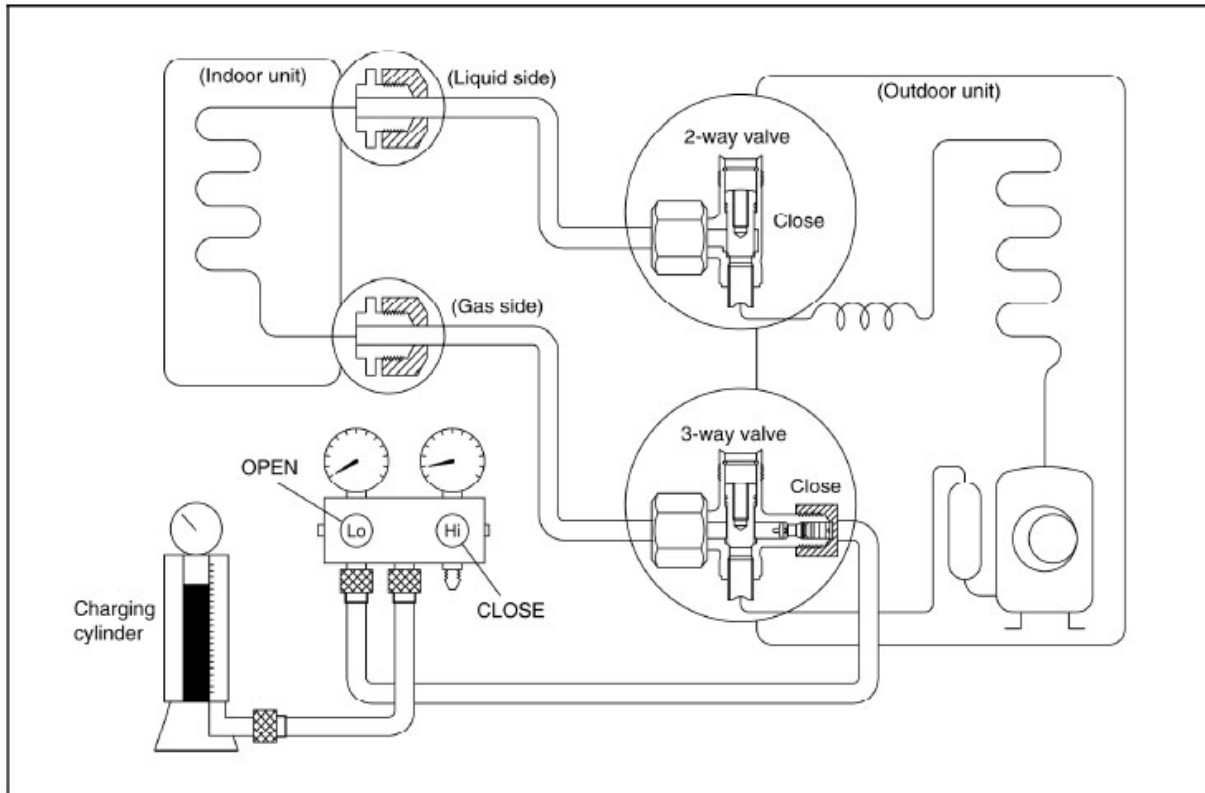 (Indoor unit)
(Liquid side)
(Outdoor unit)
2-way valve
Close
(Gas side)
3-way valve
Close
OPEN
Lo
Hi
CLOSE
Charging
cylinder